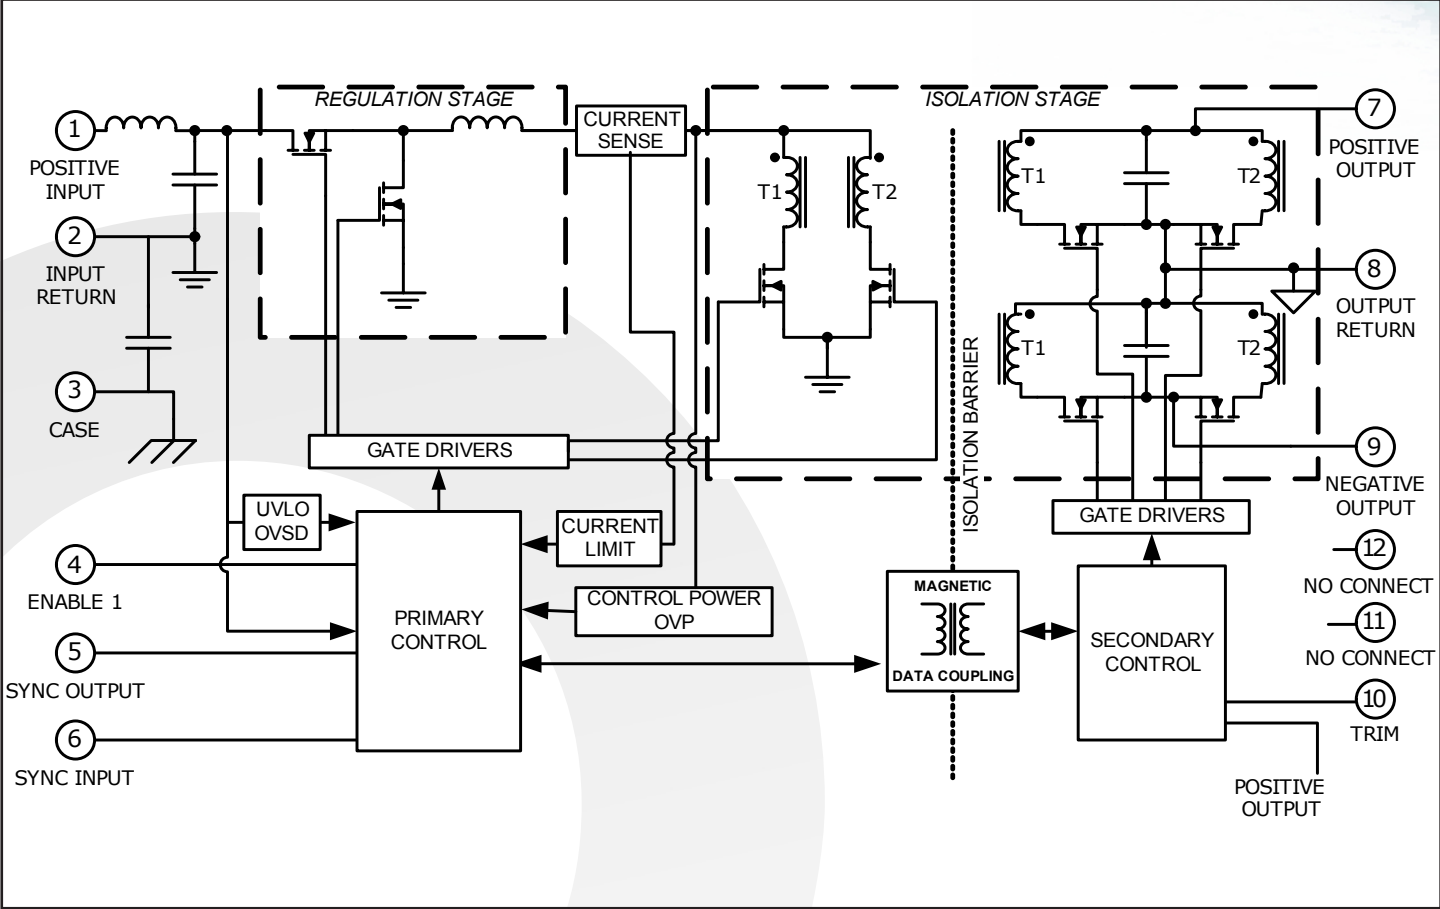 REGULATION STAGE
ISOLATION STAGE
1
POSITIVE
INPUT
2
INPUT
RETURN
3
CASE
4
ENABLE 1
5
SYNC OUTPUT
6
SYNC INPUT
CURRENT
SENSE
T1
T2
GATE DRIVERS
UVLO
OVSD
PRIMARY
CONTROL
CURRENT
LIMIT
CONTROL POWER
OVP
ISOLATION BARRIER
MAGNETIC
DATA COUPLING
T1
T2
T1
T2
GATE DRIVERS
SECONDARY
CONTROL
7
POSITIVE
OUTPUT
8
OUTPUT
RETURN
9
NEGATIVE
OUTPUT
12
NO CONNECT
11
NO CONNECT
10
TRIM
POSITIVE
OUTPUT